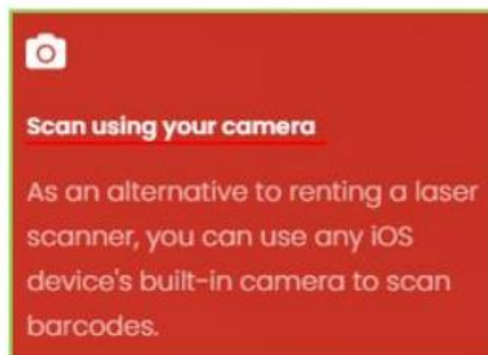 Scan using your camera
As an alternative to renting a laser
scanner, you can use any iOS
device's built-in camera to scan
barcodes.